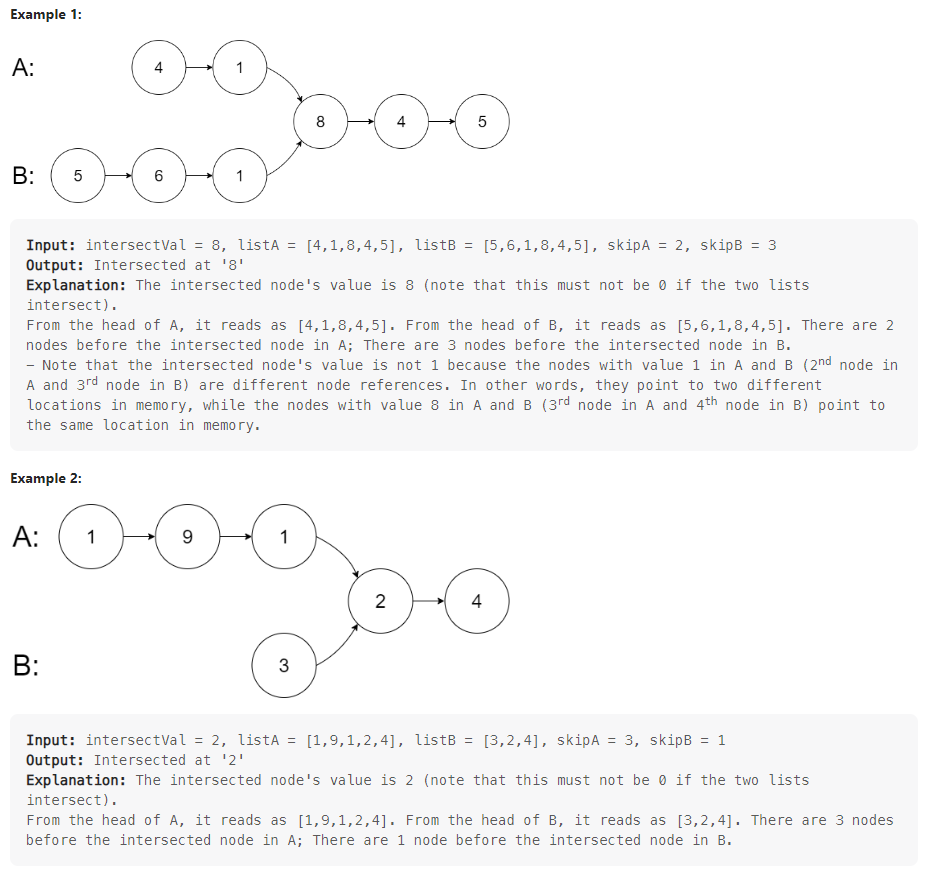 Example 1:
A:
4 1
8 4 5
B: 5 6 1
Input: intersectVal = 8, listA = [4,1,8,4,5], listB = [5,6,1,8,4,5], skipA = 2, skipB = 3
Output: Intersected at '8'
Explanation: The intersected node's value is 8 (note that this must not be 0 if the two lists
intersect).
From the head of A, it reads as [4,1,8,4,5]. From the head of B, it reads as [5,6,1,8,4,5]. There are 2
nodes before the intersected node in A; There are 3 nodes before the intersected node in B.
- Note that the intersected node's value is not 1 because the nodes with value 1 in A and B (2nd node in
A and 3rd node in B) are different node references. In other words, they point to two different
locations in memory, while the nodes with value 8 in A and B (3rd node in A and 4th node in B) point to
the same location in memory.
Example 2:
A: 1 9 1
2 4
B: 3
Input: intersectVal = 2, listA = [1,9,1,2,4], listB = [3,2,4], skipA = 3, skipB = 1
Output: Intersected at '2'
Explanation: The intersected node's value is 2 (note that this must not be 0 if the two lists
intersect).
From the head of A, it reads as [1,9,1,2,4]. From the head of B, it reads as [3,2,4]. There are 3 nodes
before the intersected node in A; There are 1 node before the intersected node in B.